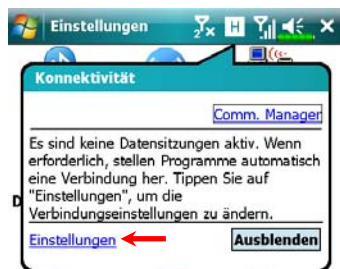 Einstellungen
H
Konnektivität
Comm. Manager
Es sind keine Datensitzungen aktiv. Wenn
erforderlich, stellen Programme automatisch
eine Verbindung her. Tippen Sie auf
"Einstellungen", um die
Verbindungseinstellungen zu ändern.
Einstellungen
Ausblenden